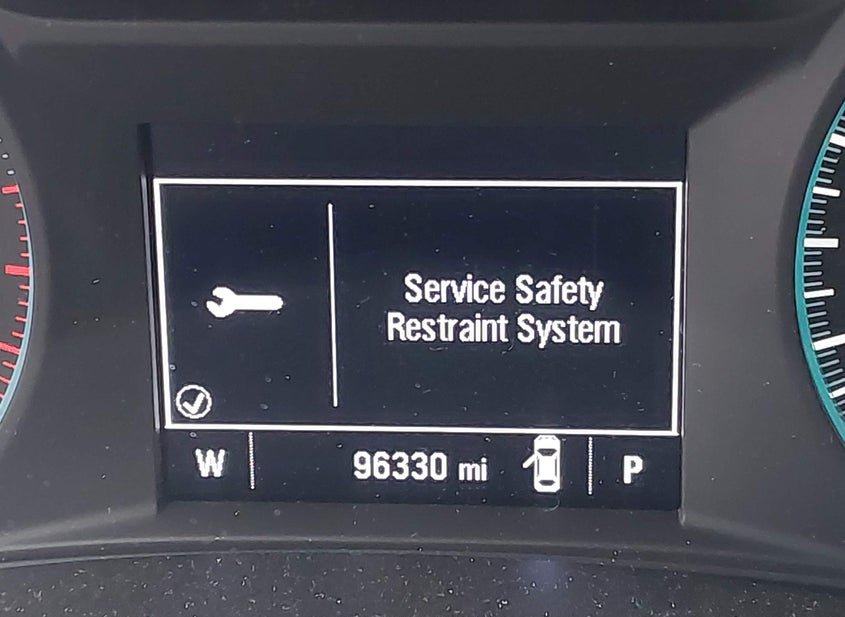 Service Safety
Restraint System
W 96330 mi P